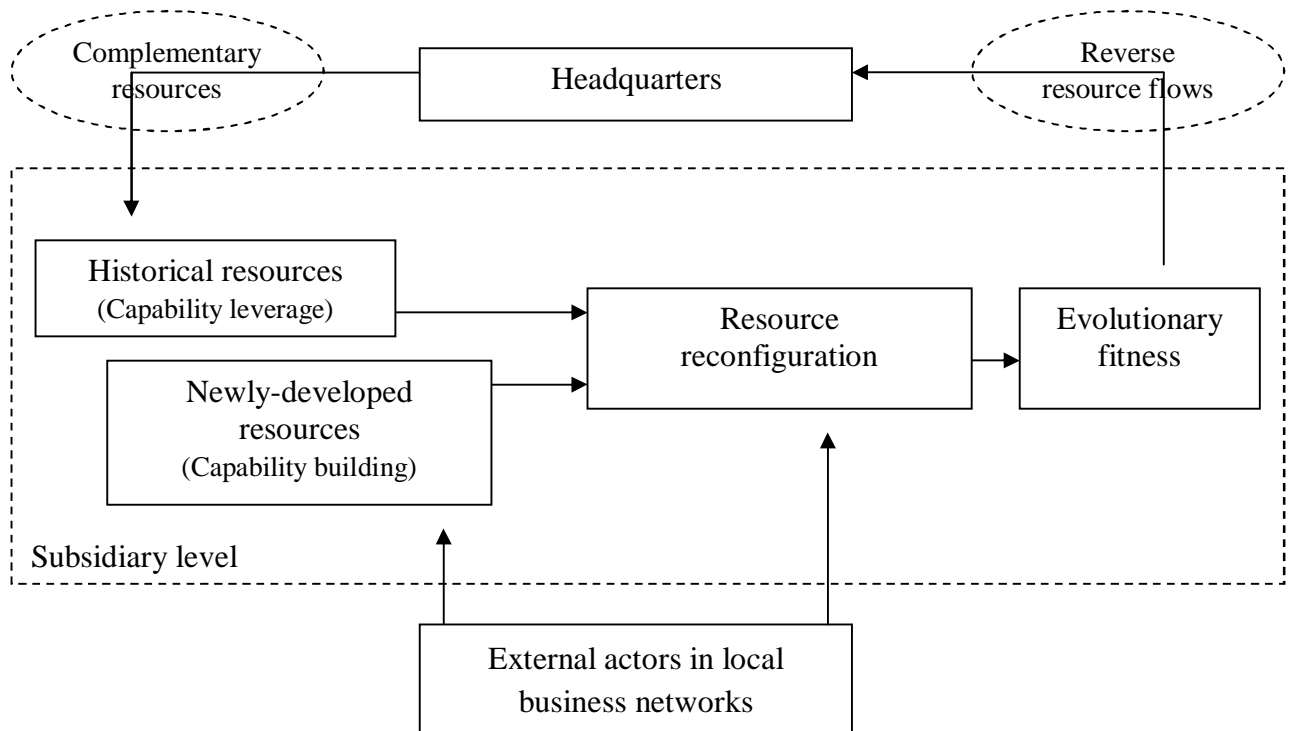 Complementary
resources
Headquarters
Reverse
resource flows
Historical resources
(Capability leverage)
Newly-developed
resources
(Capability building)
Resource
reconfiguration
Evolutionary
fitness
Subsidiary level
External actors in local
business networks